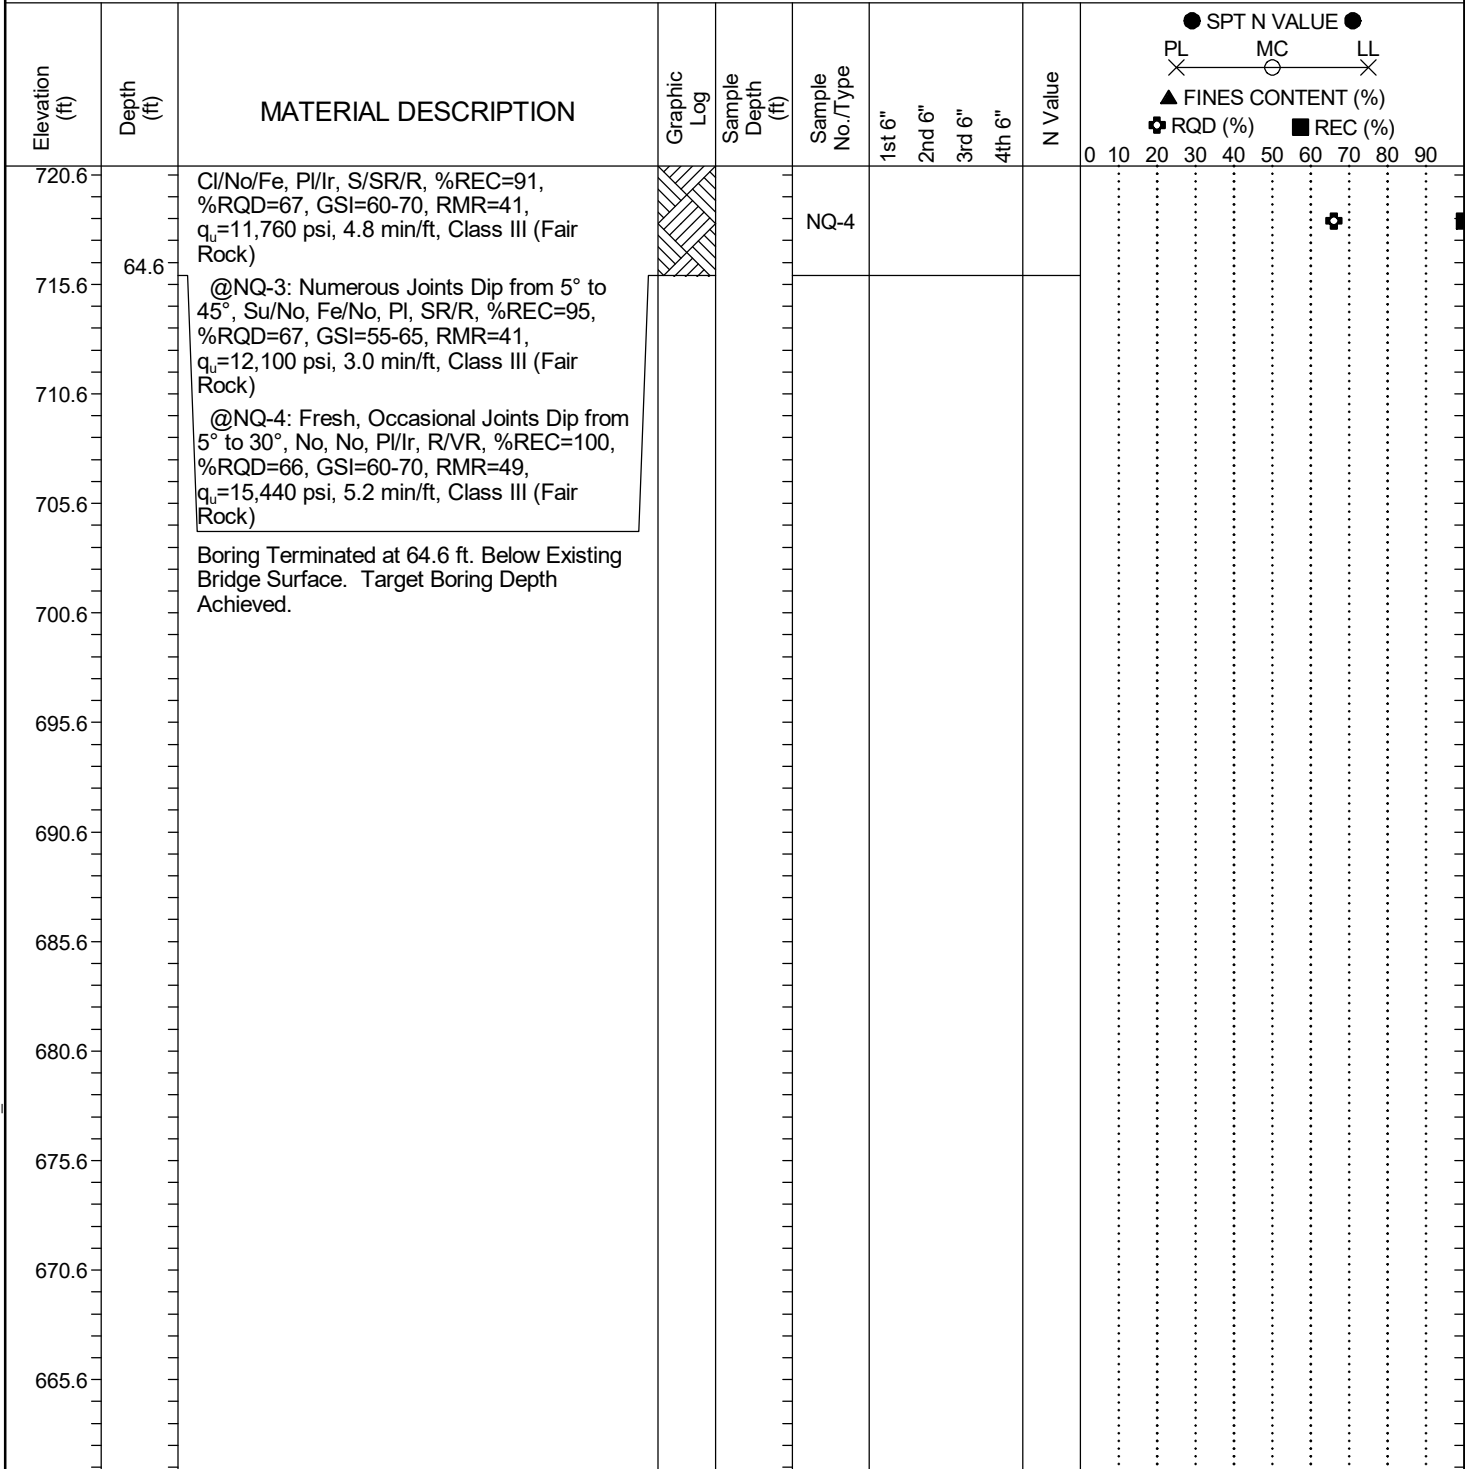 ● SPT N VALUE ●
PL MC LL
▲ FINES CONTENT (%)
RQD (%) ■ REC (%)
0 10 20 30 40 50 60 70 80 90
Elevation
(ft)
Depth
(ft)
MATERIAL DESCRIPTION
Graphic
Log
Sample
Depth
(ft)
Sample
No./Type
1st 6"
2nd 6"
3rd 6"
4th 6"
N Value
720.6
Cl/No/Fe, Pl/Ir, S/SR/R, %REC=91,
%RQD=67, GSI=60-70, RMR=41,
qu=11,760 psi, 4.8 min/ft, Class III (Fair
Rock)
NQ-4
64.6
715.6
@NQ-3: Numerous Joints Dip from 5° to
45°, Su/No, Fe/No, Pl, SR/R, %REC=95,
%RQD=67, GSI=55-65, RMR=41,
qu=12,100 psi, 3.0 min/ft, Class III (Fair
Rock)
710.6
@NQ-4: Fresh, Occasional Joints Dip from
5° to 30°, No, No, Pl/Ir, R/VR, %REC=100,
%RQD=66, GSI=60-70, RMR=49,
qu=15,440 psi, 5.2 min/ft, Class III (Fair
Rock)
705.6
Boring Terminated at 64.6 ft. Below Existing
Bridge Surface. Target Boring Depth
Achieved.
700.6
695.6
690.6
685.6
680.6
675.6
670.6
665.6